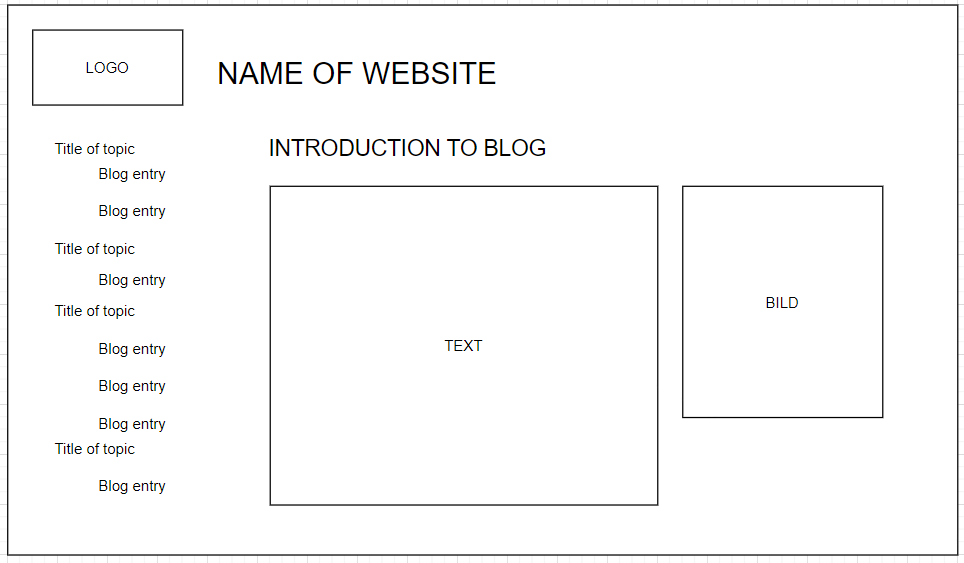 LOGO
NAME OF WEBSITE
Title of topic
Blog entry
Blog entry
Title of topic
Blog entry
Title of topic
Blog entry
Blog entry
Blog entry
Title of topic
Blog entry
INTRODUCTION TO BLOG
TEXT
BILD